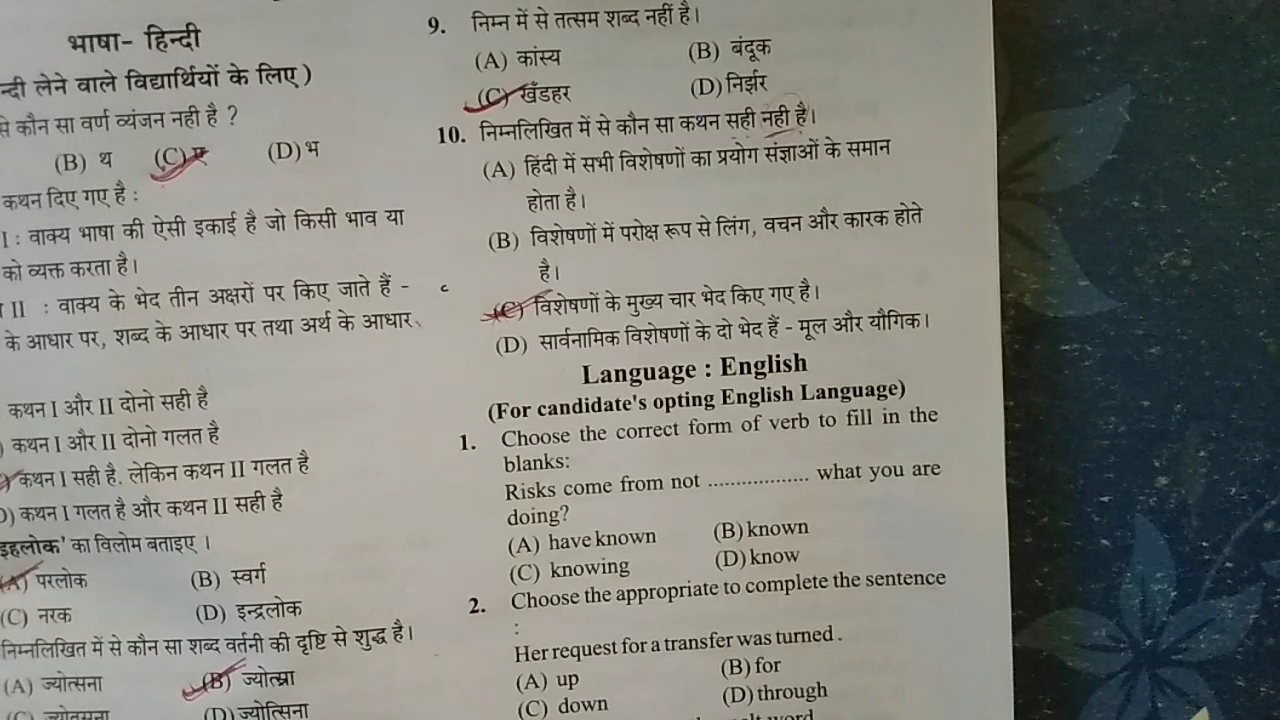 भाषा- हिन्दी
न्दी लेने वाले विद्यार्थियों के लिए)
से कौन सा वर्ण व्यंजन नही है ?
(B) थ (C) (D) भ
कथन दिए गए है :
I : वाक्य भाषा की ऐसी इकाई है जो किसी भाव या
को व्यक्त करता है।
II : वाक्य के भेद तीन अक्षरों पर किए जाते हैं -
के आधार पर, शब्द के आधार पर तथा अर्थ के आधार
कथन I और II दोनो सही है
) कथन I और II दोनो गलत है
) कथन I सही है. लेकिन कथन II गलत है
D) कथन I गलत है और कथन II सही है
इहलोक' का विलोम बताइए ।
(A) परलोक (B) स्वर्ग
(C) नरक (D) इन्द्रलोक
निम्नलिखित में से कौन सा शब्द वर्तनी की दृष्टि से शुद्ध है।
(A) ज्योत्सना (B) ज्योत्स्ना
(C) ज्योतसना (D) ज्योत्सिना
9. निम्न में से तत्सम शब्द नहीं है।
(A) कांस्य (B) बंदूक
(C) खँडहर (D) निर्झर
10. निम्नलिखित में से कौन सा कथन सही नही है।
(A) हिंदी में सभी विशेषणों का प्रयोग संज्ञाओं के समान
होता है।
(B) विशेषणों में परोक्ष रूप से लिंग, वचन और कारक होते
है।
(C) विशेषणों के मुख्य चार भेद किए गए है।
(D) सार्वनामिक विशेषणों के दो भेद हैं - मूल और यौगिक।
Language : English
(For candidate's opting English Language)
1. Choose the correct form of verb to fill in the
blanks:
Risks come from not .................. what you are
doing?
(A) have known (B) known
(C) knowing (D) know
2. Choose the appropriate to complete the sentence
:
Her request for a transfer was turned .
(A) up (B) for
(C) down (D) through
word